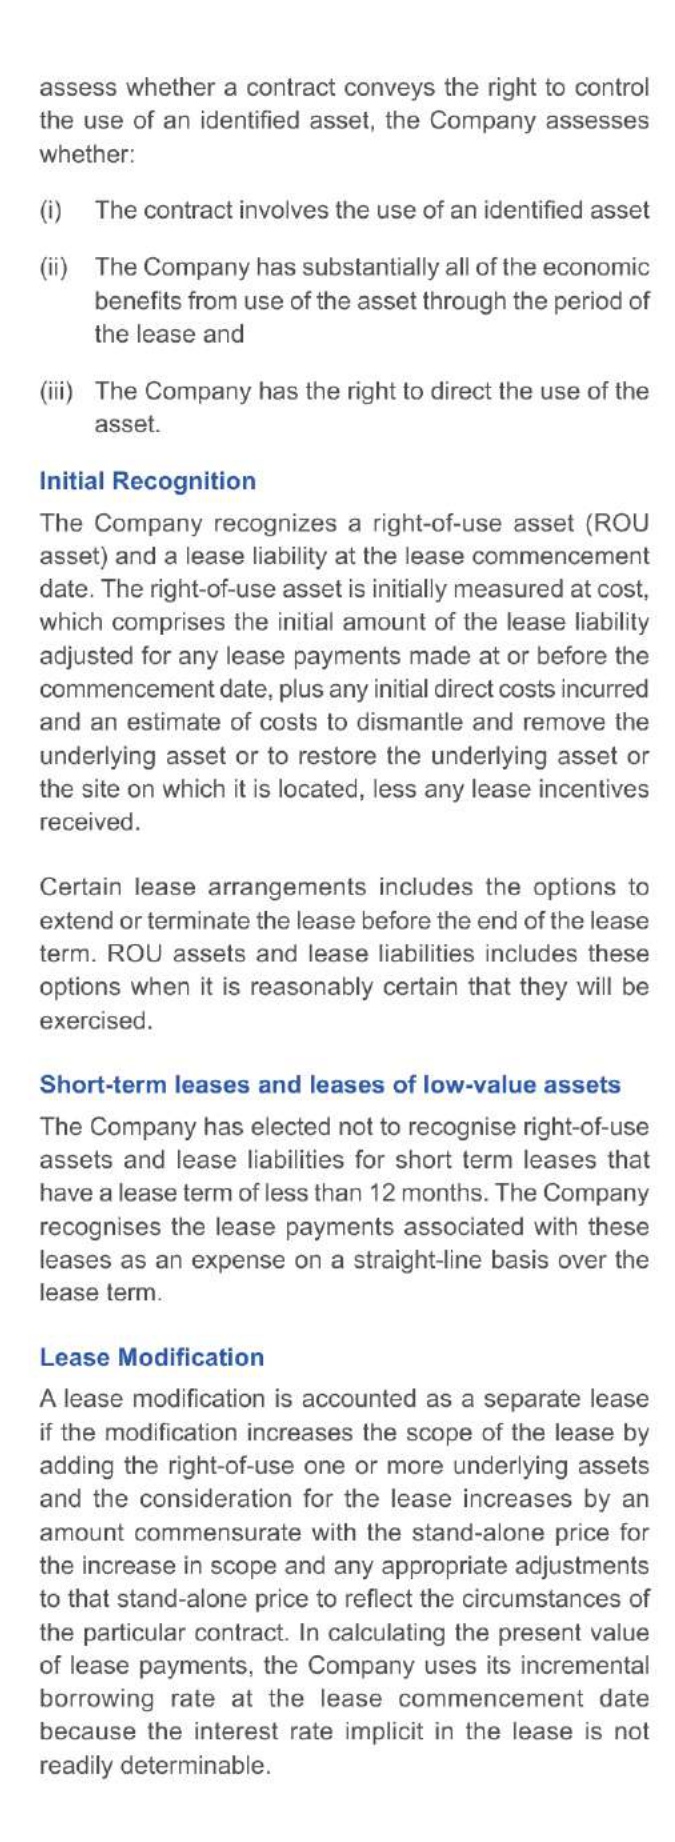 assess whether a contract conveys the right to control
the use of an identified asset, the Company assesses
whether:
(i) The contract involves the use of an identified asset
(ii) The Company has substantially all of the economic
benefits from use of the asset through the period of
the lease and
(iii) The Company has the right to direct the use of the
asset.
Initial Recognition
The Company recognizes a right-of-use asset (ROU
asset) and a lease liability at the lease commencement
date. The right-of-use asset is initially measured at cost,
which comprises the initial amount of the lease liability
adjusted for any lease payments made at or before the
commencement date, plus any initial direct costs incurred
and an estimate of costs to dismantle and remove the
underlying asset or to restore the underlying asset or
the site on which it is located, less any lease incentives
received.
Certain lease arrangements includes the options to
extend or terminate the lease before the end of the lease
term. ROU assets and lease liabilities includes these
options when it is reasonably certain that they will be
exercised.
Short-term leases and leases of low-value assets
The Company has elected not to recognise right-of-use
assets and lease liabilities for short term leases that
have a lease term of less than 12 months. The Company
recognises the lease payments associated with these
leases as an expense on a straight-line basis over the
lease term.
Lease Modification
A lease modification is accounted as a separate lease
if the modification increases the scope of the lease by
adding the right-of-use one or more underlying assets
and the consideration for the lease increases by an
amount commensurate with the stand-alone price for
the increase in scope and any appropriate adjustments
to that stand-alone price to reflect the circumstances of
the particular contract. In calculating the present value
of lease payments, the Company uses its incremental
borrowing rate at the lease commencement date
because the interest rate implicit in the lease is not
readily determinable.